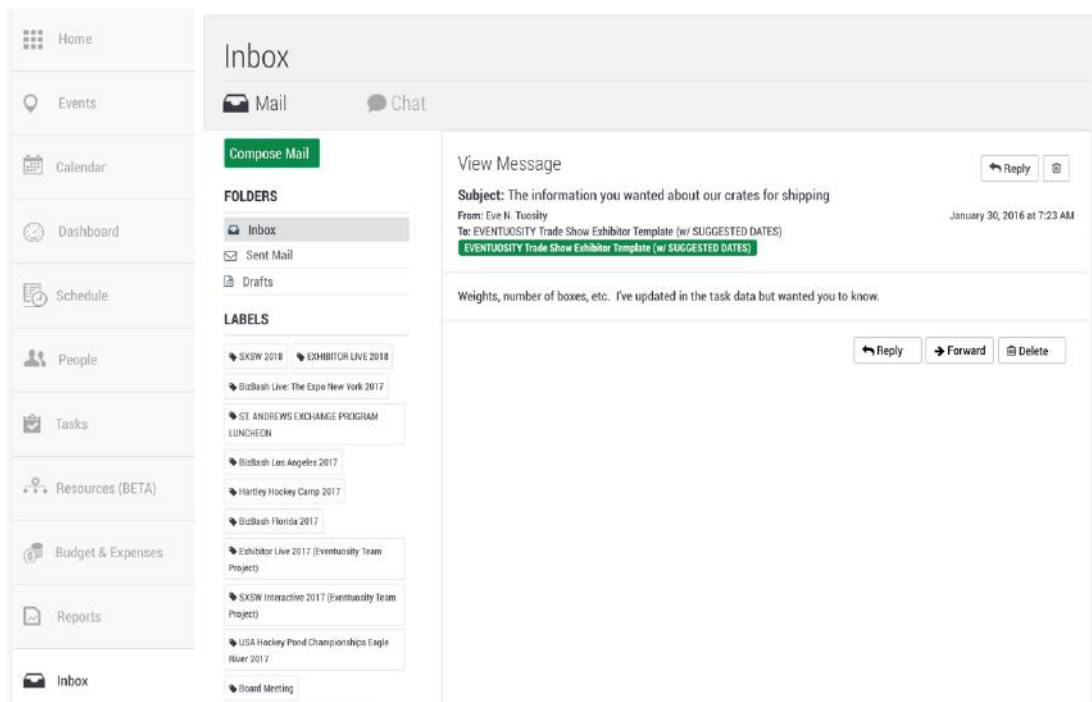 Home
Events
Calendar
Dashboard
Schedule
People
Tasks
Resources (BETA)
Budget & Expenses
Reports
Inbox
Inbox
Mail
Chat
Compose Mail
FOLDERS
Inbox
Sent Mail
Drafts
LABELS
SXSW 2018
EXHIBITOR LIVE 2018
BizBash Live: The Expo New York 2017
ST. ANDREWS EXCHANGE PROGRAM
LUNCHEON
BizBash Los Angeles 2017
Hartley Hockey Camp 2017
BizBash Florida 2017
Exhibitor Live 2017 (Eventuosity Team
Project)
SXSW Interactive 2017 (Eventuosity Team
Project)
USA Hockey Pond Championships Eagle
River 2017
Board Meeting
View Message
Reply
Subject: The information you wanted about our crates for shipping
From: Eve N. Tuosity
January 30, 2016 at 7:23 AM
To: EVENTUOSITY Trade Show Exhibitor Template (w/ SUGGESTED DATES)
EVENTUOSITY Trade Show Exhibitor Template (w/ SUGGESTED DATES)
Weights, number of boxes, etc. I've updated in the task data but wanted you to know.
Reply
Forward
Delete